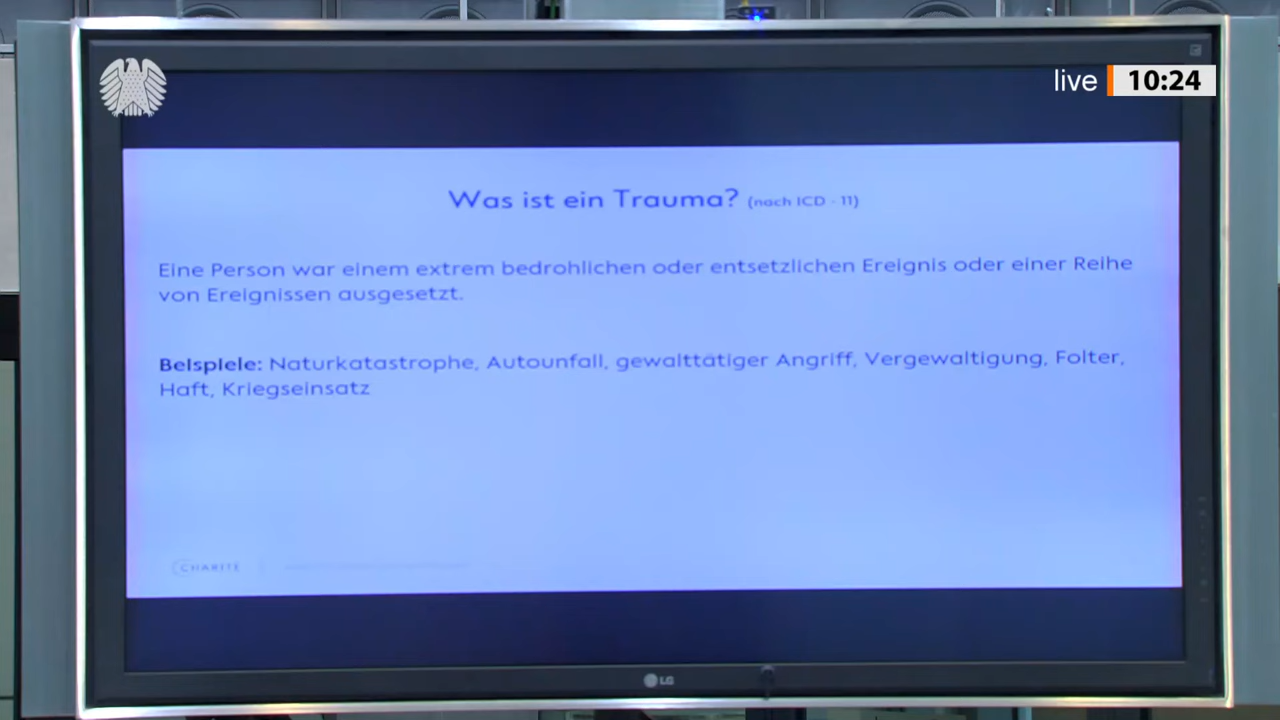 live 10:24
Was ist ein Trauma? (nach ICD - 11)
Eine Person war einem extrem bedrohlichen oder entsetzlichen Ereignis oder einer Reihe
von Ereignissen ausgesetzt.
Beispiele: Naturkatastrophe, Autounfall, gewalttätiger Angriff, Vergewaltigung, Folter,
Haft, Kriegseinsatz
CHARITÉ
LG